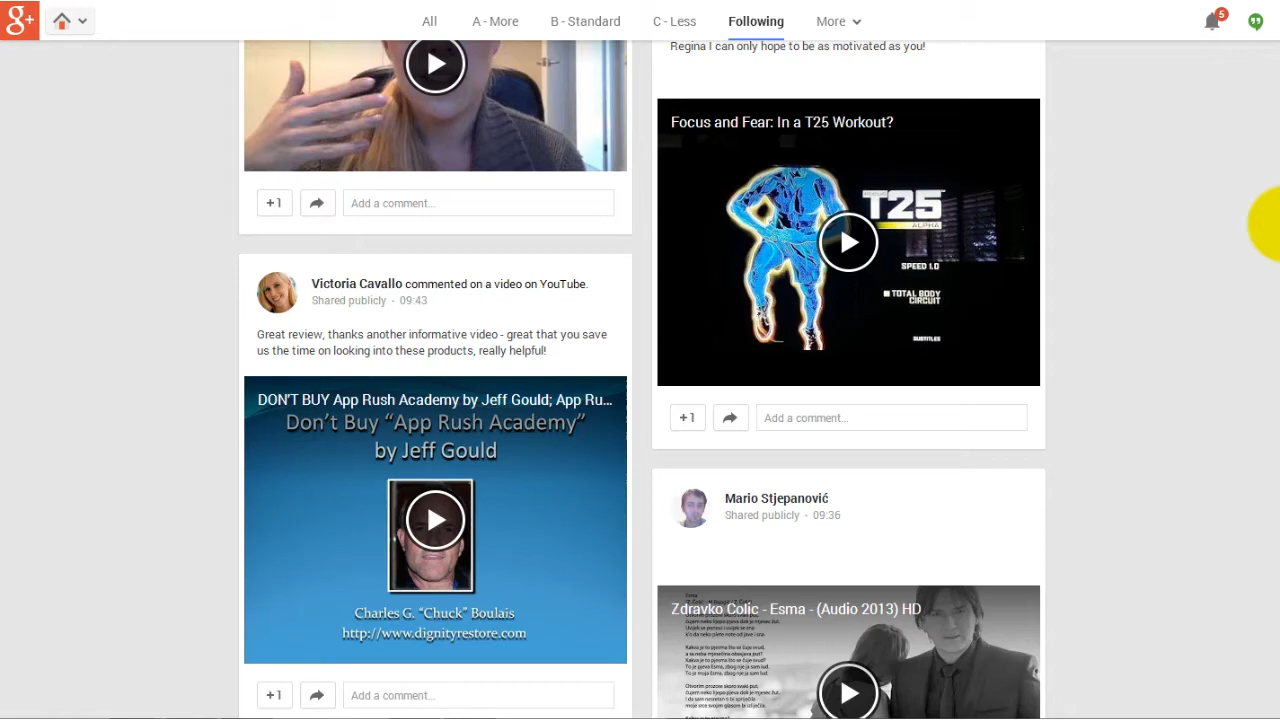 g+
All
A - More
B - Standard
C - Less
Following
More
5
+1
Add a comment...
Victoria Cavallo commented on a video on YouTube.
Shared publicly - 09:43
Great review, thanks another informative video - great that you save
us the time on looking into these products, really helpful!
DON'T BUY App Rush Academy by Jeff Gould; App Ru...
Don't Buy "App Rush Academy"
by Jeff Gould
Charles G. "Chuck" Boulais
http://www.dignityrestore.com
+1
Add a comment...
Regina I can only hope to be as motivated as you!
Focus and Fear: In a T25 Workout?
T25
ALPHA
SPEED 1.0
TOTAL BODY
CIRCUIT
SUBTITLES
+1
Add a comment...
Mario Stjepanović
Shared publicly - 09:36
Zdravko Colic - Esma - (Audio 2013) HD